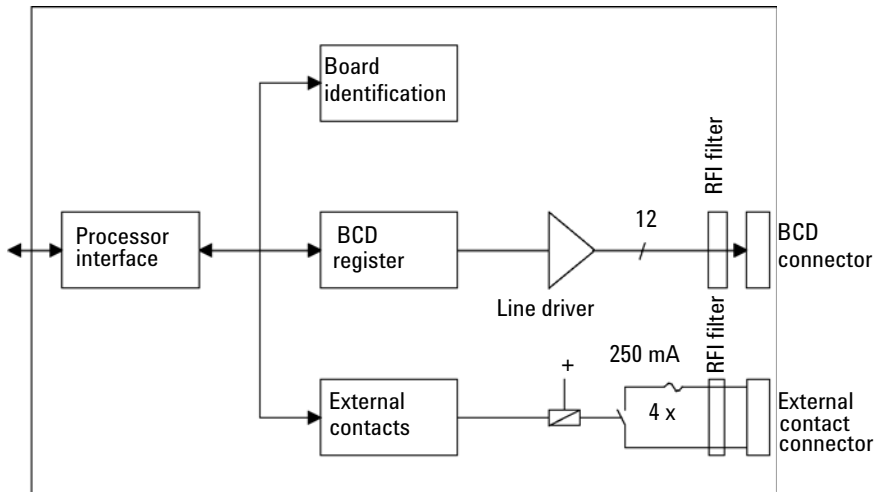 Board
identification
RFI filter
12
Processor
interface
BCD
register
BCD
connector
Line driver
RFI filter
250 mA
+
4 x
External
contacts
External
contact
connector